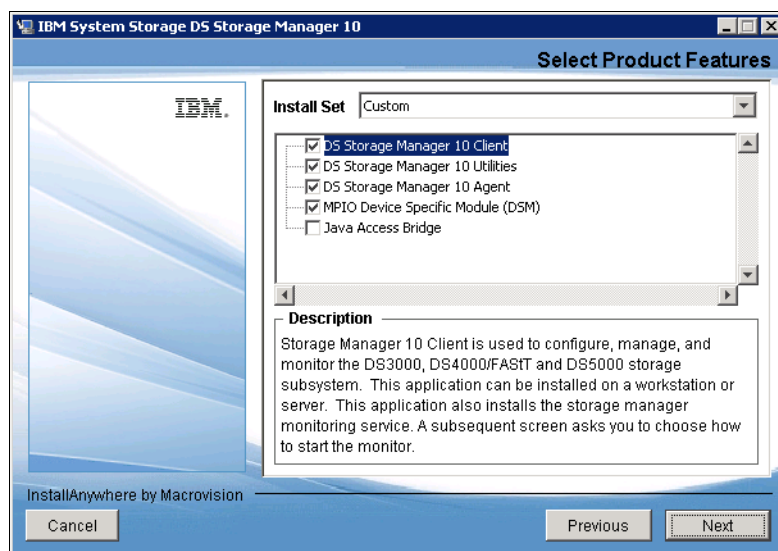 IBM System Storage DS Storage Manager 10
Select Product Features
IBM.
Install Set
Custom
DS Storage Manager 10 Client
DS Storage Manager 10 Utilities
DS Storage Manager 10 Agent
MPIO Device Specific Module (DSM)
Java Access Bridge
Description
Storage Manager 10 Client is used to configure, manage, and
monitor the DS3000, DS4000/FAStT and DS5000 storage
subsystem. This application can be installed on a workstation or
server. This application also installs the storage manager
monitoring service. A subsequent screen asks you to choose how
to start the monitor.
InstallAnywhere by Macrovision
Cancel
Previous
Next